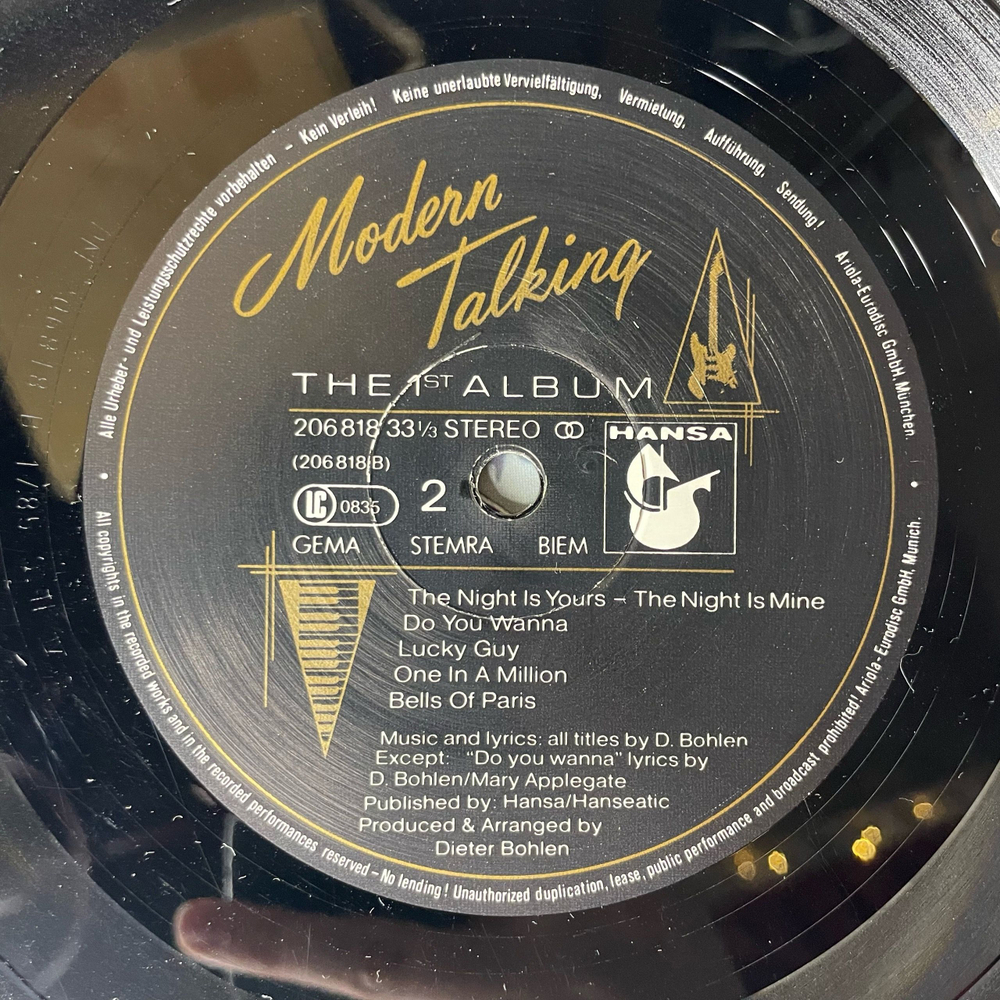 Alle Urheber- und Leistungsschutzrechte vorbehalten – Kein Verleih! Keine unerlaubte Vervielfältigung, Vermietung, Aufführung, Sendung! Ariola-Eurodisc GmbH, München.
Modern
Talking
THE 1ST ALBUM
206 818 33 1/3 STEREO
HANSA
(206 818 B)
LC 0835
2
GEMA STEMRA BIEM
The Night Is Yours – The Night Is Mine
Do You Wanna
Lucky Guy
One In A Million
Bells Of Paris
Music and lyrics: all titles by D. Bohlen
Except: "Do you wanna" lyrics by
D. Bohlen/Mary Applegate
Published by: Hansa/Hanseatic
Produced & Arranged by
Dieter Bohlen
All copyrights in the recorded works and in the recorded performances reserved – No lending! Unauthorized duplication, lease, public performance and broadcast prohibited! Ariola-Eurodisc GmbH, Munich.